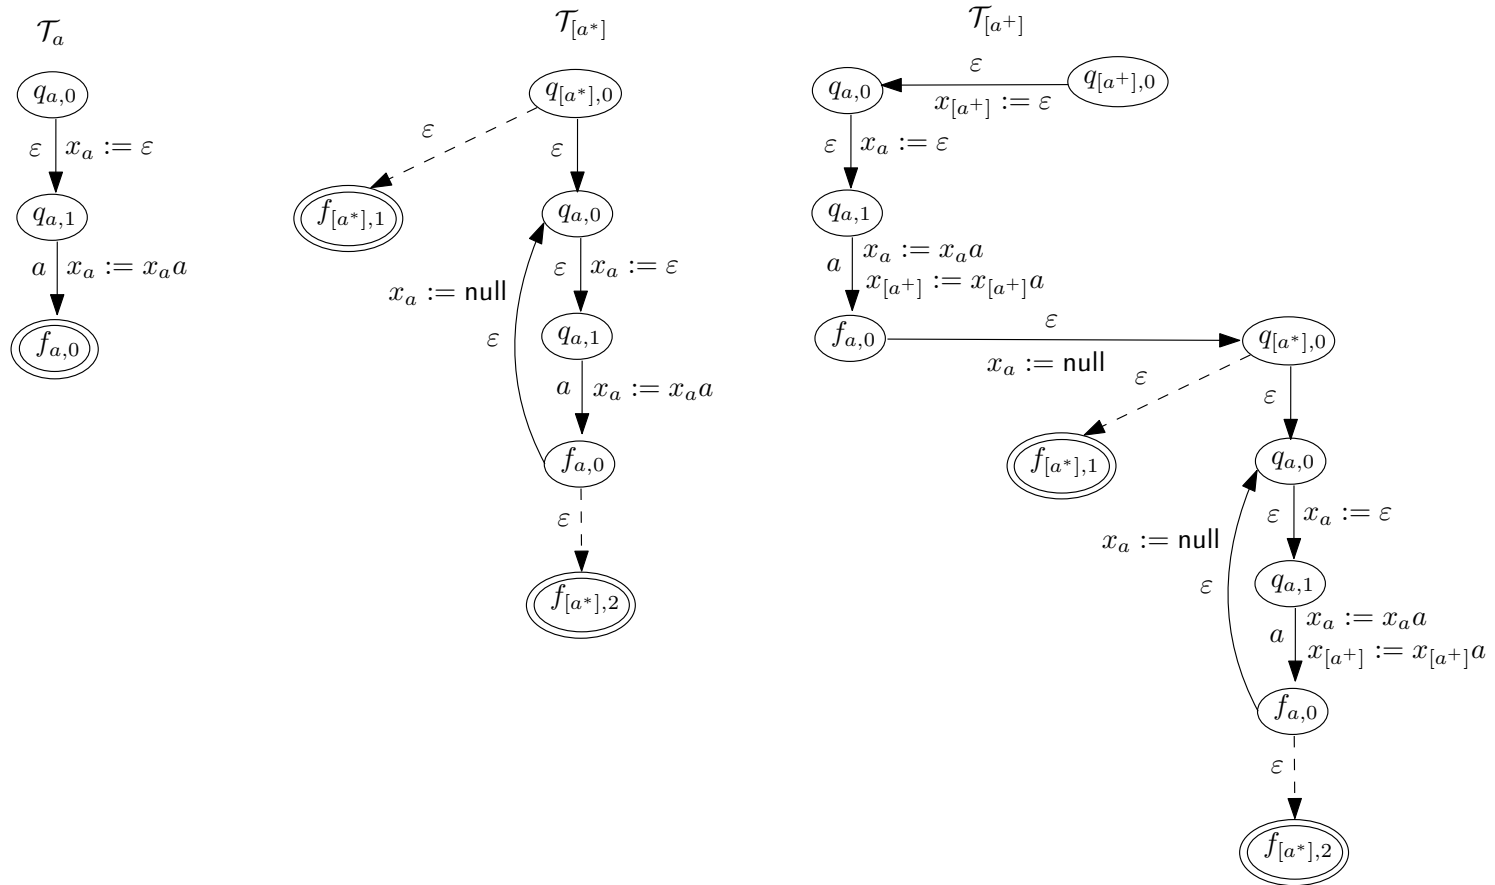 𝒯_a
q_{a,0}
ε x_a := ε
q_{a,1}
a x_a := x_a a
f_{a,0}
𝒯_{[a*]}
q_{[a*],0}
ε
ε
f_{[a*],1}
q_{a,0}
ε x_a := ε
x_a := null
ε
q_{a,1}
a x_a := x_a a
f_{a,0}
ε
f_{[a*],2}
𝒯_{[a⁺]}
q_{[a⁺],0}
ε
x_{[a⁺]} := ε
q_{a,0}
ε x_a := ε
q_{a,1}
a x_a := x_a a
x_{[a⁺]} := x_{[a⁺]} a
f_{a,0}
ε
x_a := null
q_{[a*],0}
ε
ε
f_{[a*],1}
q_{a,0}
ε x_a := ε
x_a := null
ε
q_{a,1}
a x_a := x_a a
x_{[a⁺]} := x_{[a⁺]} a
f_{a,0}
ε
f_{[a*],2}